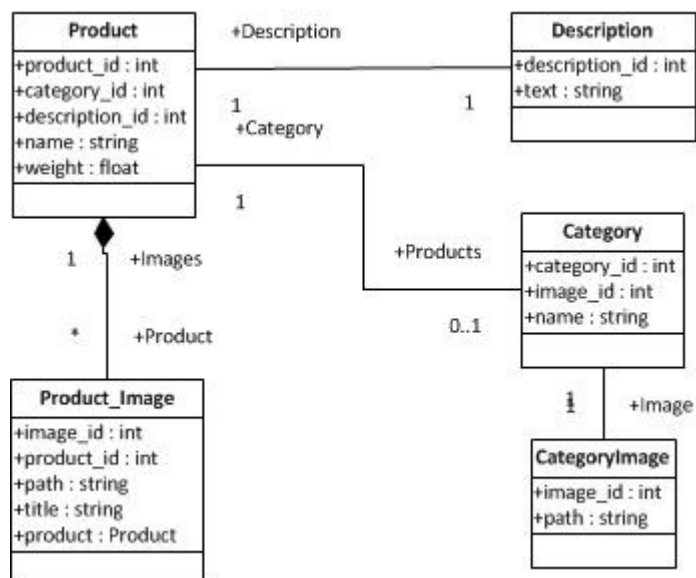 Product
+product_id : int
+category_id : int
+description_id : int
+name : string
+weight : float
+Description
1
1
Description
+description_id : int
+text : string
+Category
1
+Products
0..1
Category
+category_id : int
+image_id : int
+name : string
1
+Images
*
+Product
Product_Image
+image_id : int
+product_id : int
+path : string
+title : string
+product : Product
1
1
+Image
CategoryImage
+image_id : int
+path : string